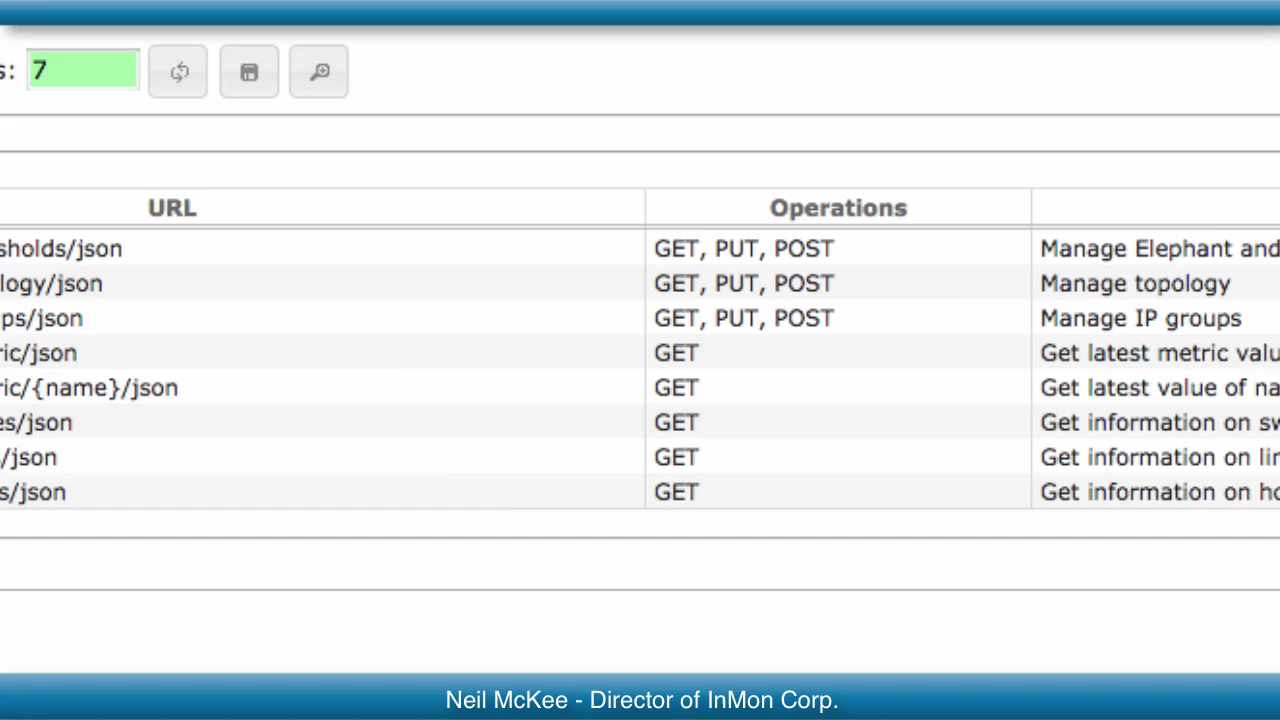 s: 7
URL Operations
sholds/json GET, PUT, POST Manage Elephant and
logy/json GET, PUT, POST Manage topology
ps/json GET, PUT, POST Manage IP groups
ric/json GET Get latest metric valu
ric/{name}/json GET Get latest value of na
es/json GET Get information on sw
/json GET Get information on lin
s/json GET Get information on ho
Neil McKee - Director of InMon Corp.